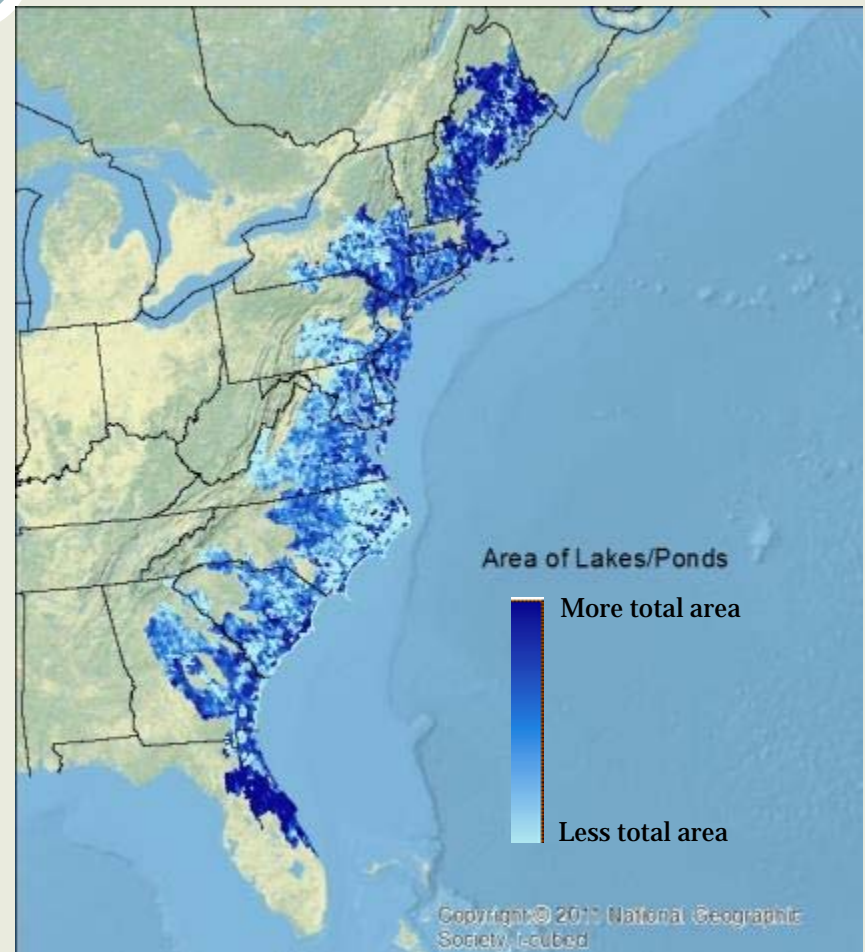 Area of Lakes/Ponds
More total area
Less total area
Copyright:© 2011 National Geographic
Society, i-cubed